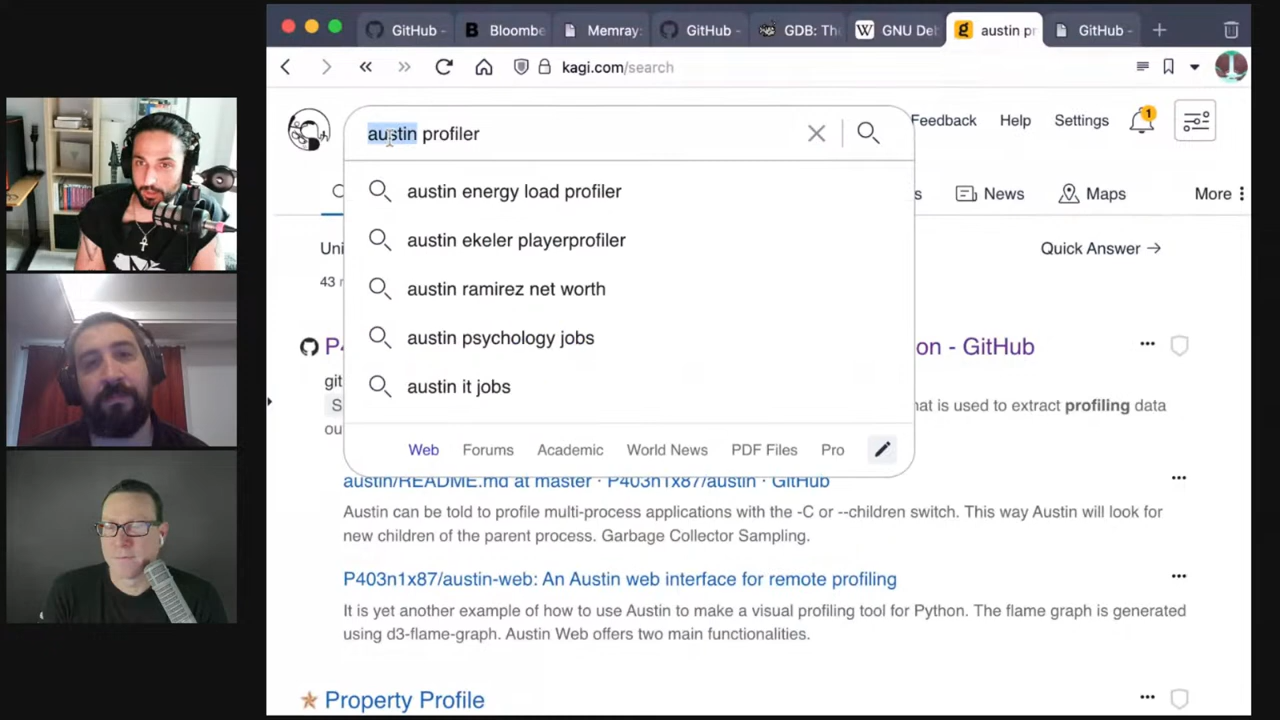 GitHub -
Bloombe
Memray:
GitHub -
GDB: The
GNU De
austin pr
GitHub -
kagi.com/search
austin profiler
Feedback
Help
Settings
1
austin energy load profiler
austin ekeler playerprofiler
austin ramirez net worth
austin psychology jobs
austin it jobs
s
News
Maps
More
Uni
Quick Answer →
43
Web
Forums
Academic
World News
PDF Files
Pro
P4
on - GitHub
git
S
hat is used to extract profiling data
ou
austin/README.md at master · P403n1x87/austin · GitHub
Austin can be told to profile multi-process applications with the -C or --children switch. This way Austin will look for
new children of the parent process. Garbage Collector Sampling.
P403n1x87/austin-web: An Austin web interface for remote profiling
It is yet another example of how to use Austin to make a visual profiling tool for Python. The flame graph is generated
using d3-flame-graph. Austin Web offers two main functionalities.
Property Profile